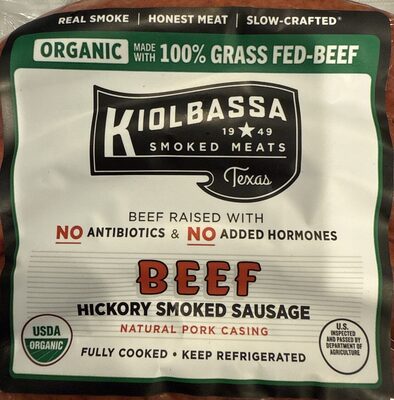 REAL SMOKE | HONEST MEAT | SLOW-CRAFTED®
ORGANIC MADE WITH 100% GRASS FED-BEEF
KIOLBASSA
19 ★ 49
SMOKED MEATS
Texas
BEEF RAISED WITH
NO ANTIBIOTICS & NO ADDED HORMONES
BEEF
HICKORY SMOKED SAUSAGE
NATURAL PORK CASING
FULLY COOKED • KEEP REFRIGERATED
USDA
ORGANIC
U.S.
INSPECTED
AND PASSED BY
DEPARTMENT OF
AGRICULTURE